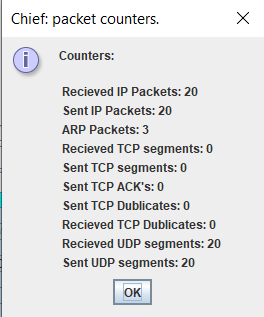 Chief: packet counters.
Counters:
Recieved IP Packets: 20
Sent IP Packets: 20
ARP Packets: 3
Recieved TCP segments: 0
Sent TCP segments: 0
Sent TCP ACK's: 0
Sent TCP Dublicates: 0
Recieved TCP Dublicates: 0
Recieved UDP segments: 20
Sent UDP segments: 20
OK